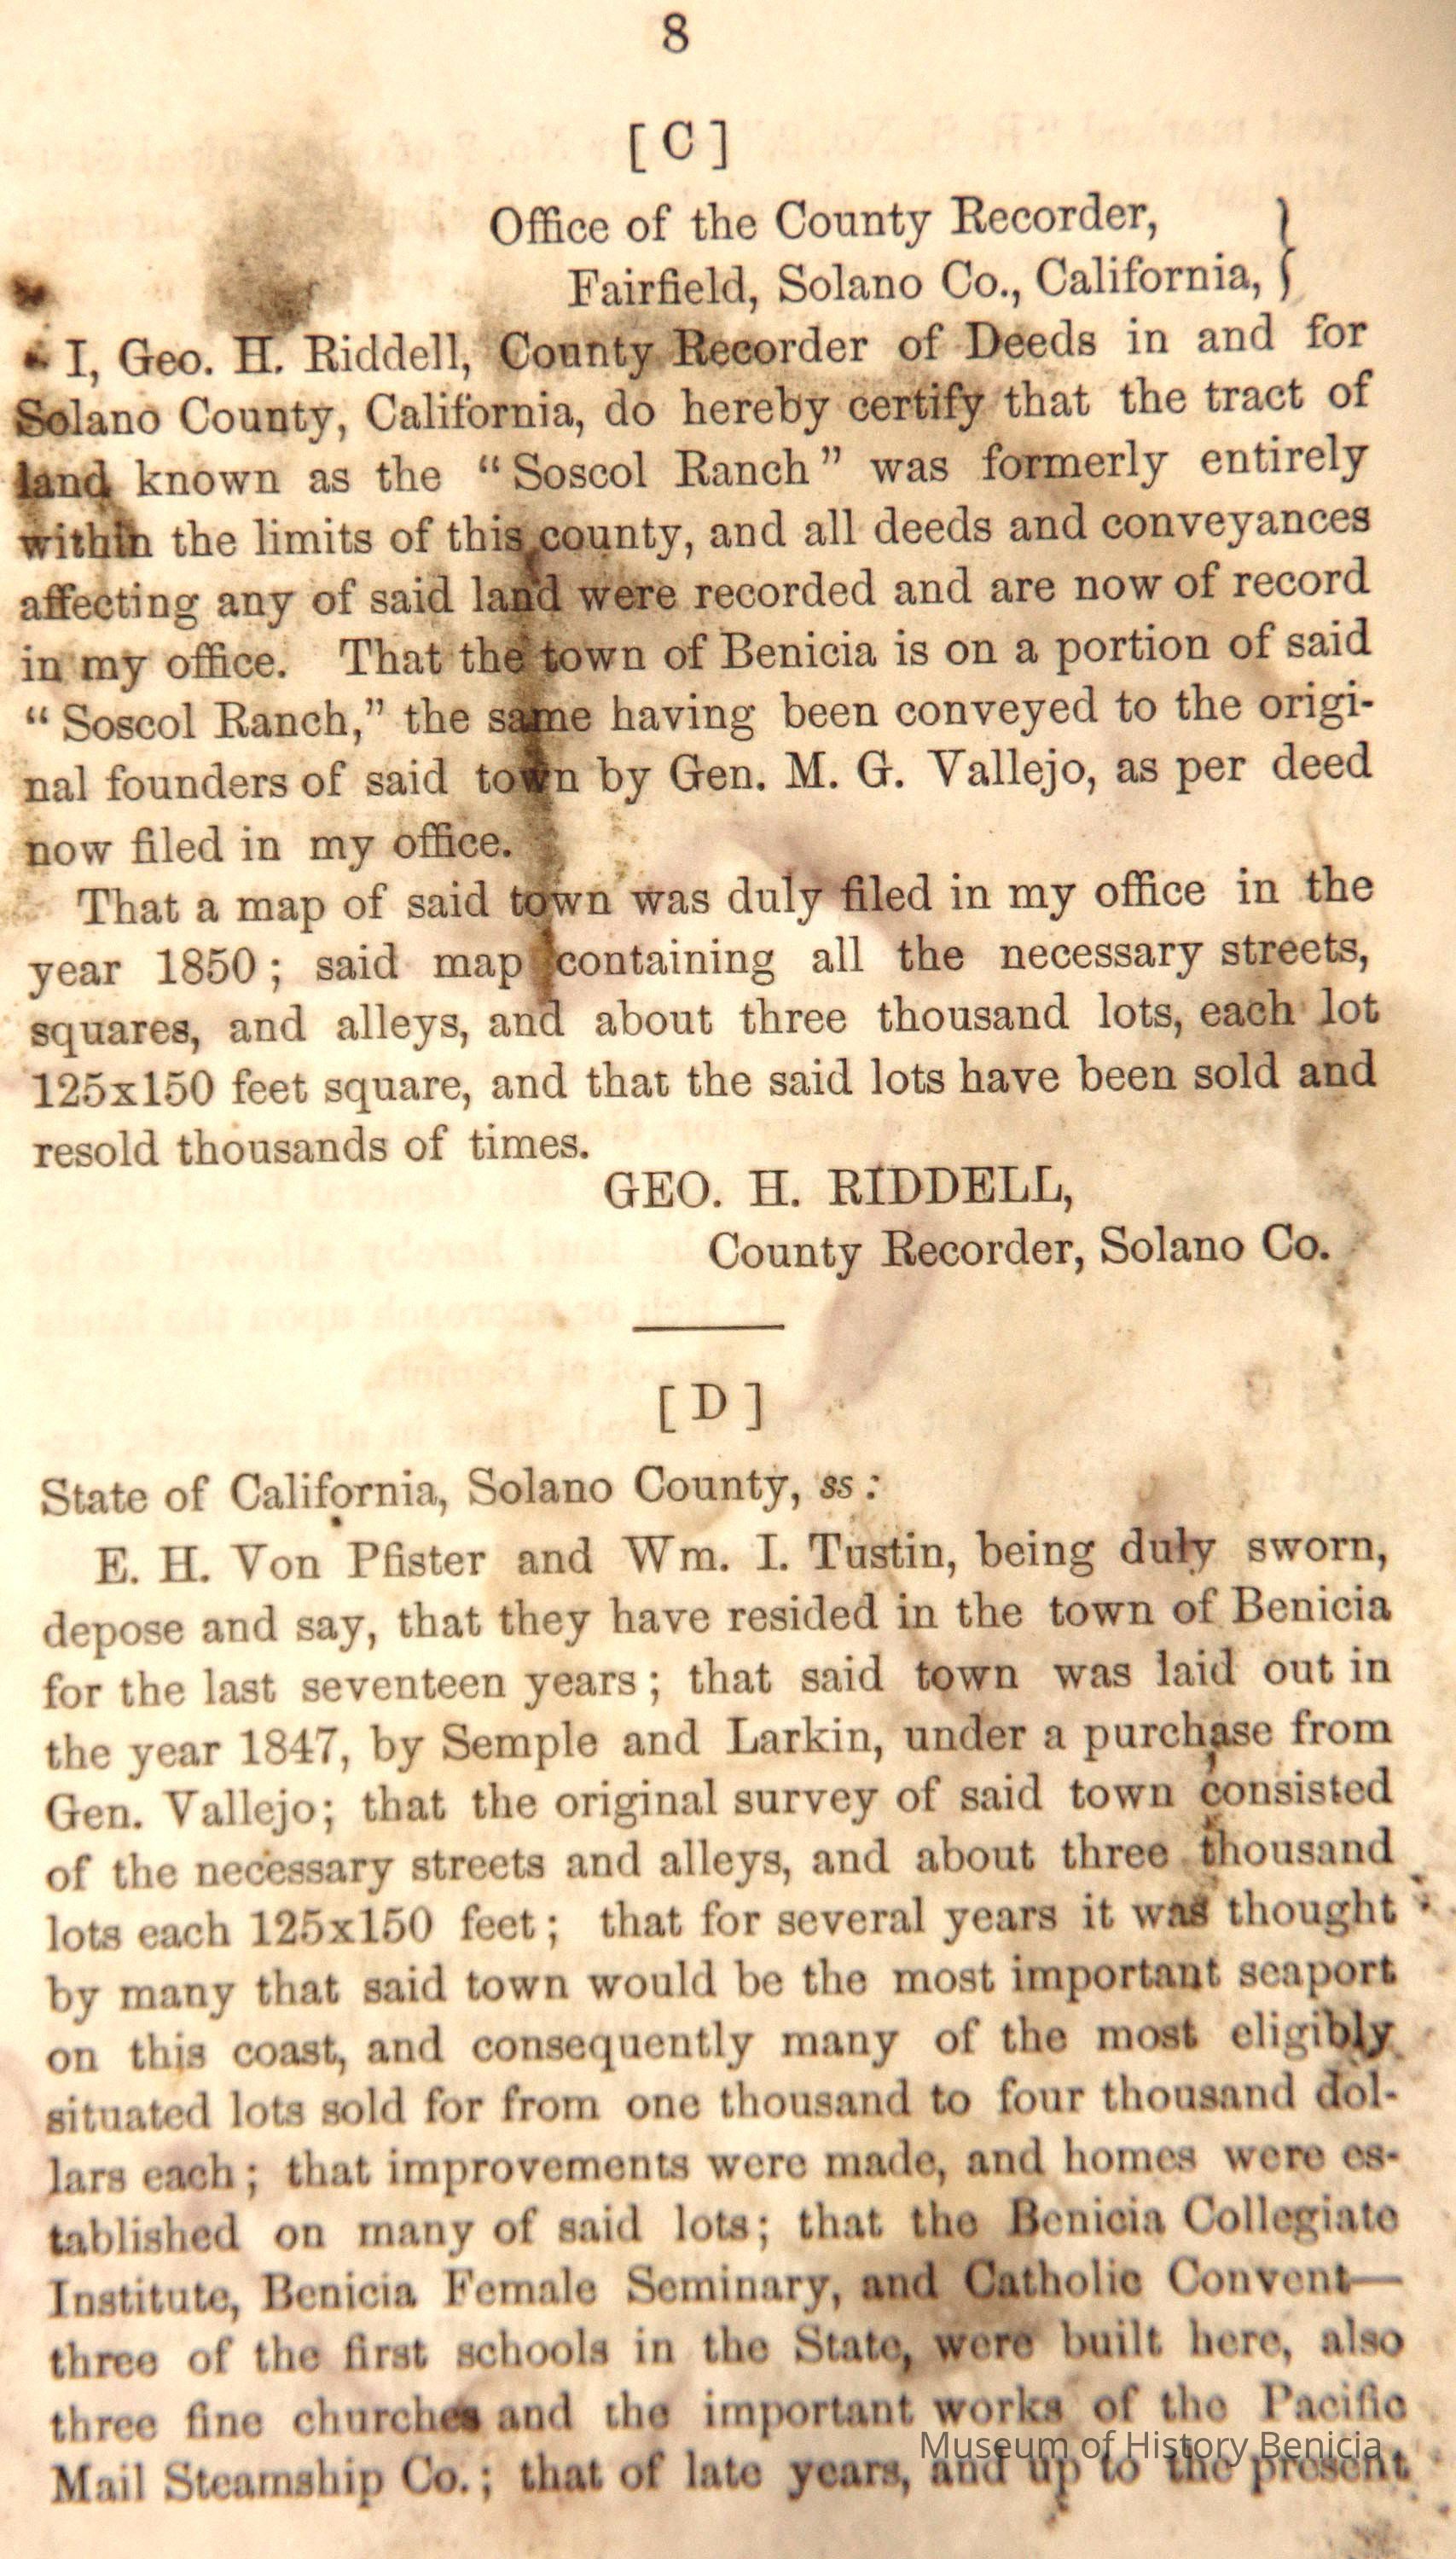 8
[ C ]
Office of the County Recorder, }
Fairfield, Solano Co., California,
I, Geo. H. Riddell, County Recorder of Deeds in and for
Solano County, California, do hereby certify that the tract of
land known as the “Soscol Ranch” was formerly entirely
within the limits of this county, and all deeds and conveyances
affecting any of said land were recorded and are now of record
in my office. That the town of Benicia is on a portion of said
“Soscol Ranch,” the same having been conveyed to the origi-
nal founders of said town by Gen. M. G. Vallejo, as per deed
now filed in my office.
That a map of said town was duly filed in my office in the
year 1850; said map containing all the necessary streets,
squares, and alleys, and about three thousand lots, each lot
125x150 feet square, and that the said lots have been sold and
resold thousands of times.
GEO. H. RIDDELL,
County Recorder, Solano Co.
[ D ]
State of California, Solano County, ss:
E. H. Von Pfister and Wm. I. Tustin, being duly sworn,
depose and say, that they have resided in the town of Benicia
for the last seventeen years; that said town was laid out in
the year 1847, by Semple and Larkin, under a purchase from
Gen. Vallejo; that the original survey of said town consisted
of the necessary streets and alleys, and about three thousand
lots each 125x150 feet; that for several years it was thought
by many that said town would be the most important seaport
on this coast, and consequently many of the most eligibly
situated lots sold for from one thousand to four thousand dol-
lars each; that improvements were made, and homes were es-
tablished on many of said lots; that the Benicia Collegiate
Institute, Benicia Female Seminary, and Catholic Convent—
three of the first schools in the State, were built here, also
three fine churches and the important works of the Pacific
Mail Steamship Co.; that of late years, and up to the present
Museum of History Benicia